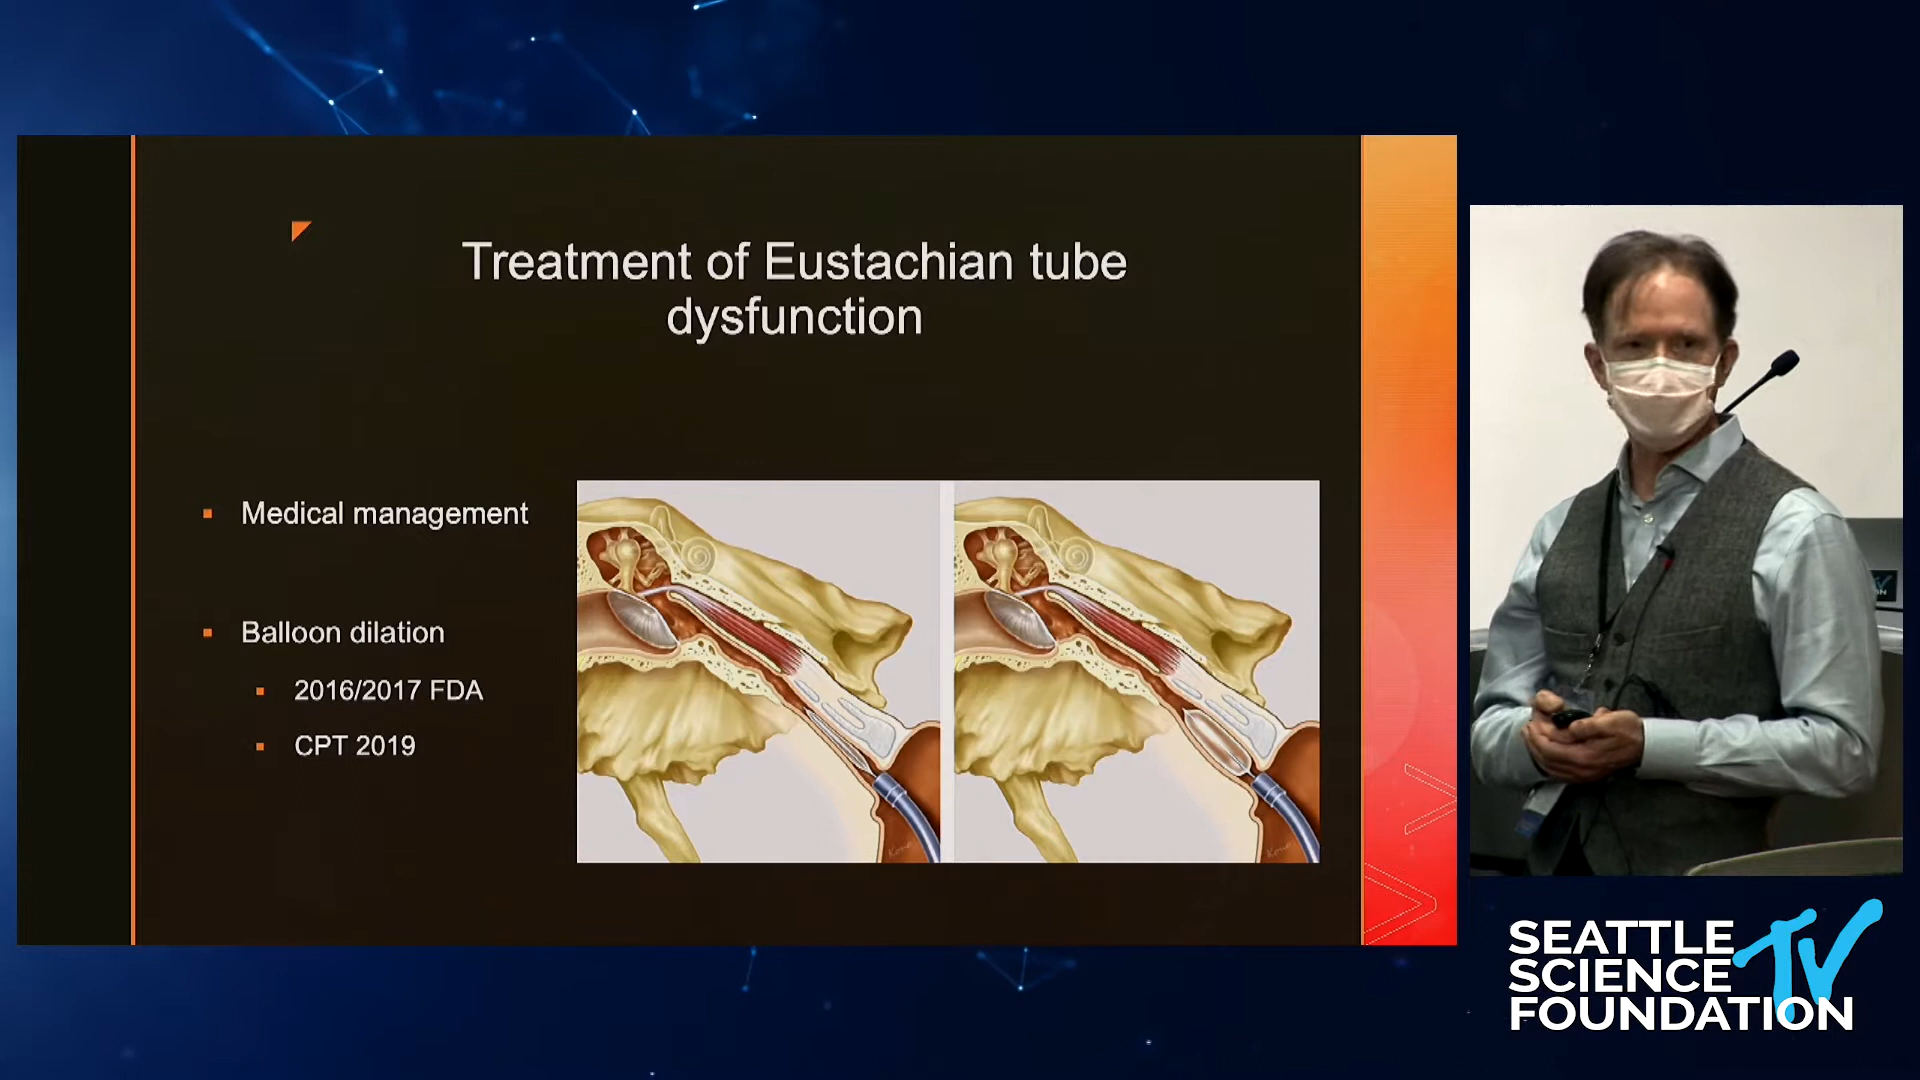 Treatment of Eustachian tube
dysfunction
Medical management
Balloon dilation
2016/2017 FDA
CPT 2019
SEATTLE
SCIENCE
FOUNDATION
TV